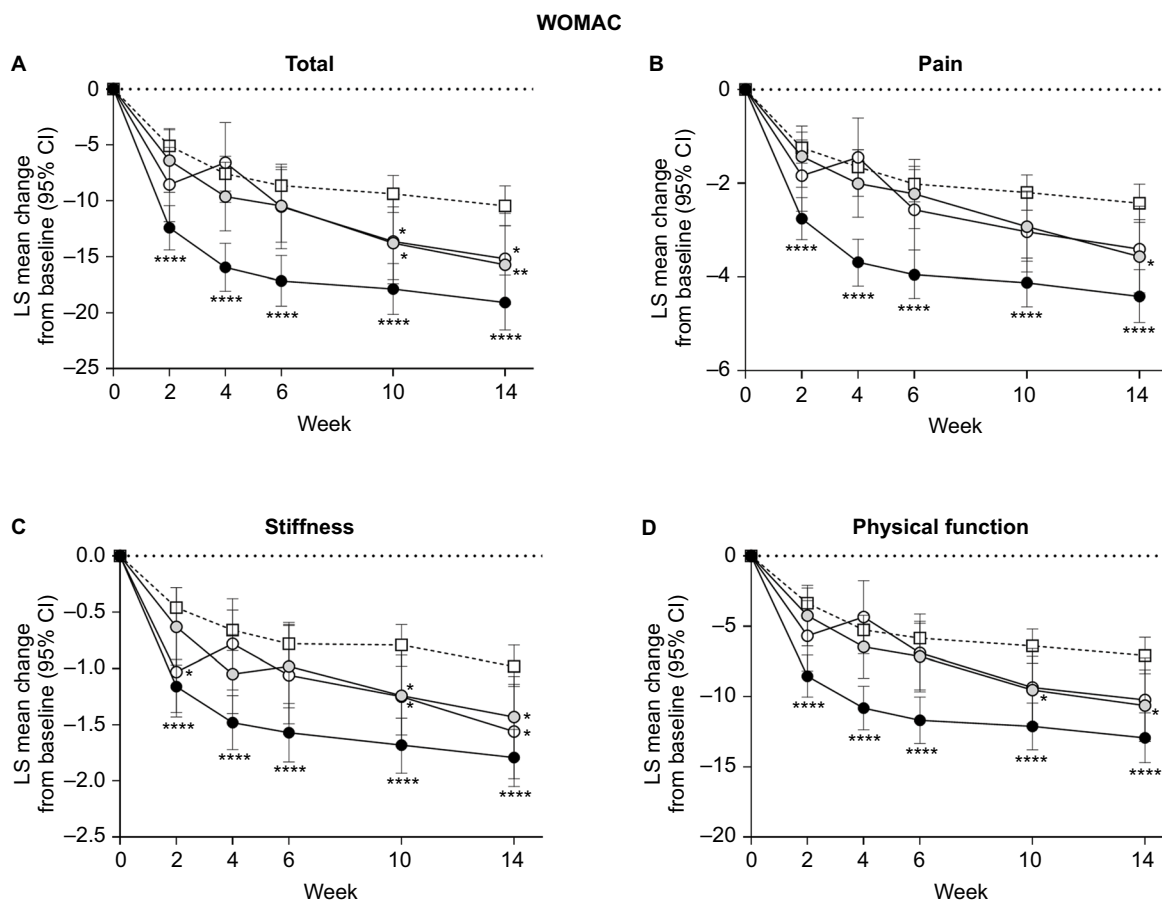 WOMAC
A
Total
LS mean change
from baseline (95% CI)
0
–5
–10
–15
–20
–25
****
****
****
*
*
****
*
**
****
0 2 4 6 10 14
Week
B
Pain
LS mean change
from baseline (95% CI)
0
–2
–4
–6
****
****
****
****
*
****
0 2 4 6 10 14
Week
C
Stiffness
LS mean change
from baseline (95% CI)
0.0
–0.5
–1.0
–1.5
–2.0
–2.5
*
****
****
****
*
*
****
*
*
****
0 2 4 6 10 14
Week
D
Physical function
LS mean change
from baseline (95% CI)
0
–5
–10
–15
–20
****
****
****
*
****
*
****
0 2 4 6 10 14
Week